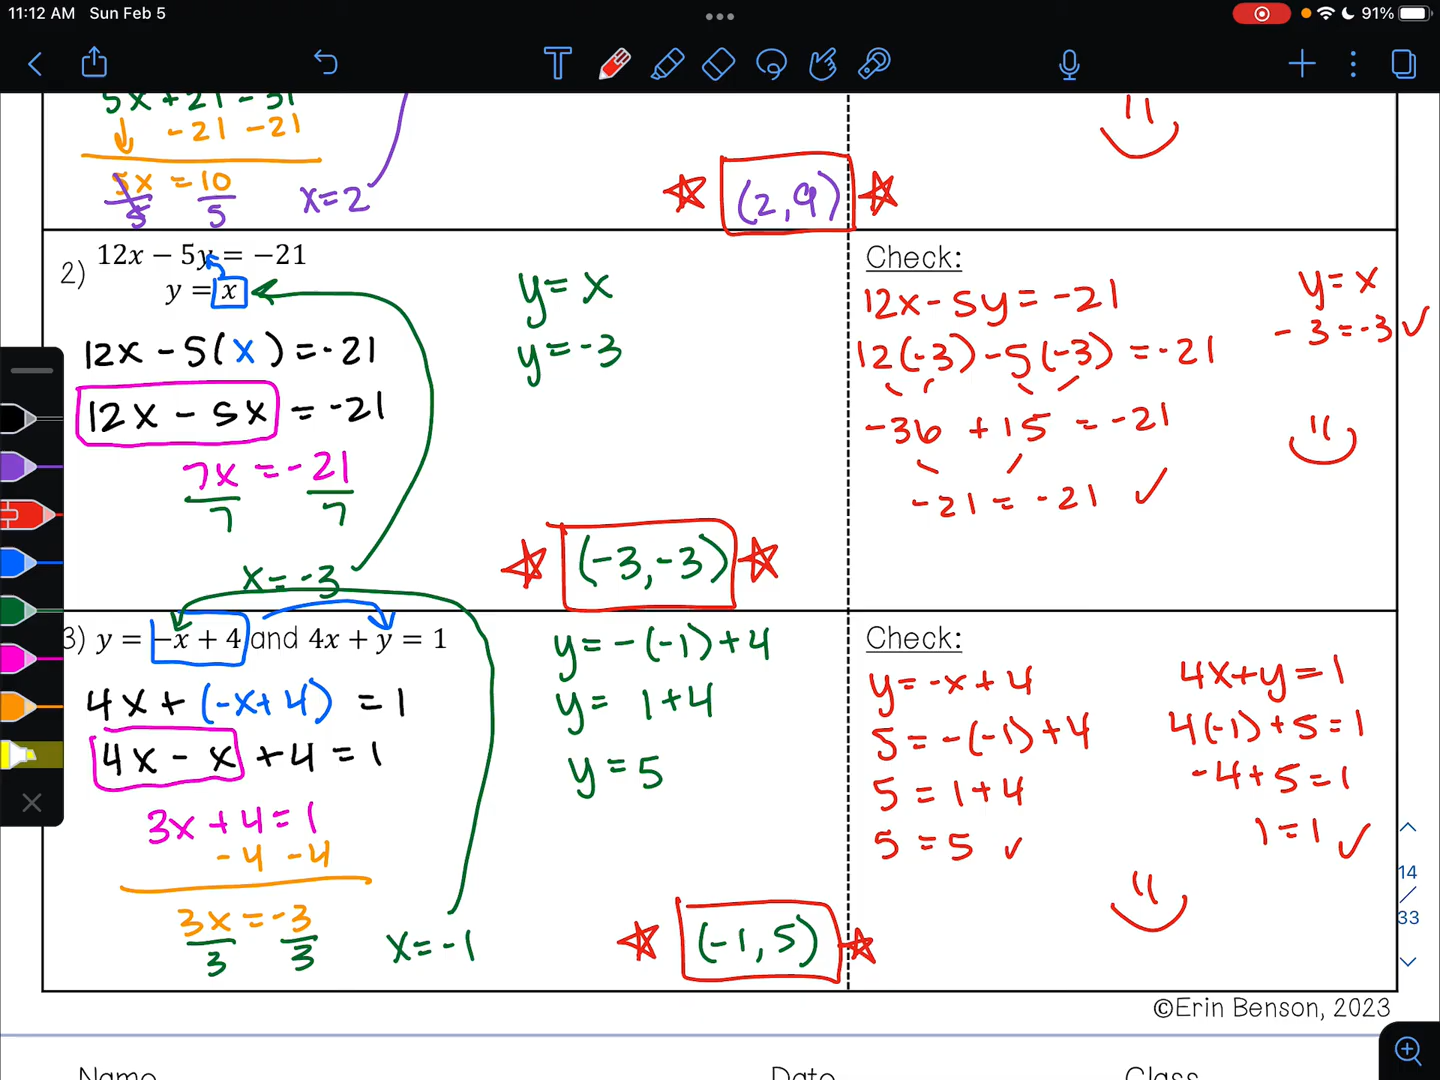 11:12 AM Sun Feb 5
91%
5x + 21 = 31
-21 -21
5x = 10
5 5
x = 2
(2, 9)
2) 12x − 5y = −21
y = x
12x - 5(x) = -21
12x - 5x = -21
7x = -21
7 7
x = -3
y = x
y = -3
(-3, -3)
Check:
12x - 5y = -21
12(-3) - 5(-3) = -21
-36 + 15 = -21
-21 = -21 ✓
y = x
-3 = -3 ✓
3) y = −x + 4 and 4x + y = 1
4x + (-x + 4) = 1
4x - x + 4 = 1
3x + 4 = 1
-4 -4
3x = -3
3 3
x = -1
y = -(-1) + 4
y = 1 + 4
y = 5
(-1, 5)
Check:
y = -x + 4
5 = -(-1) + 4
5 = 1 + 4
5 = 5 ✓
4x + y = 1
4(-1) + 5 = 1
-4 + 5 = 1
1 = 1 ✓
14
/
33
©Erin Benson, 2023
Name Date Class